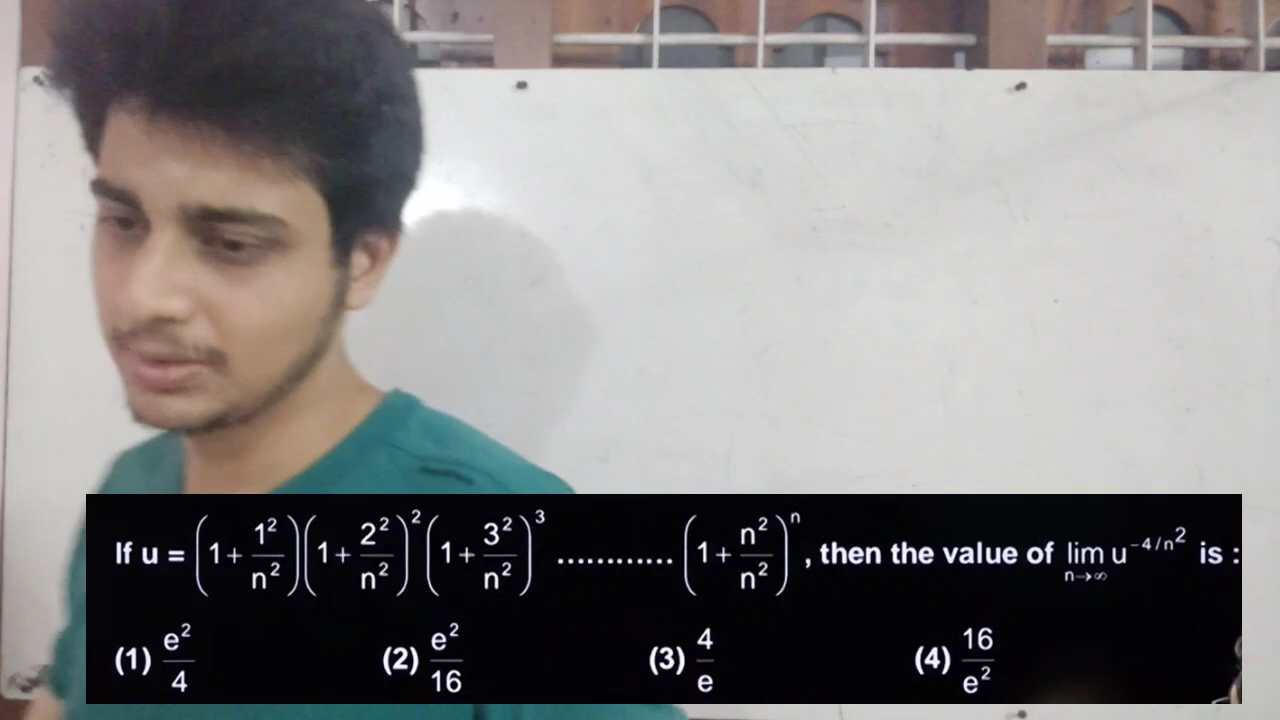 If u = (1 + 1²/n²)(1 + 2²/n²)²(1 + 3²/n²)³ ............ (1 + n²/n²)ⁿ, then the value of lim n→∞ u^(-4/n²) is :
(1) e²/4 (2) e²/16 (3) 4/e (4) 16/e²